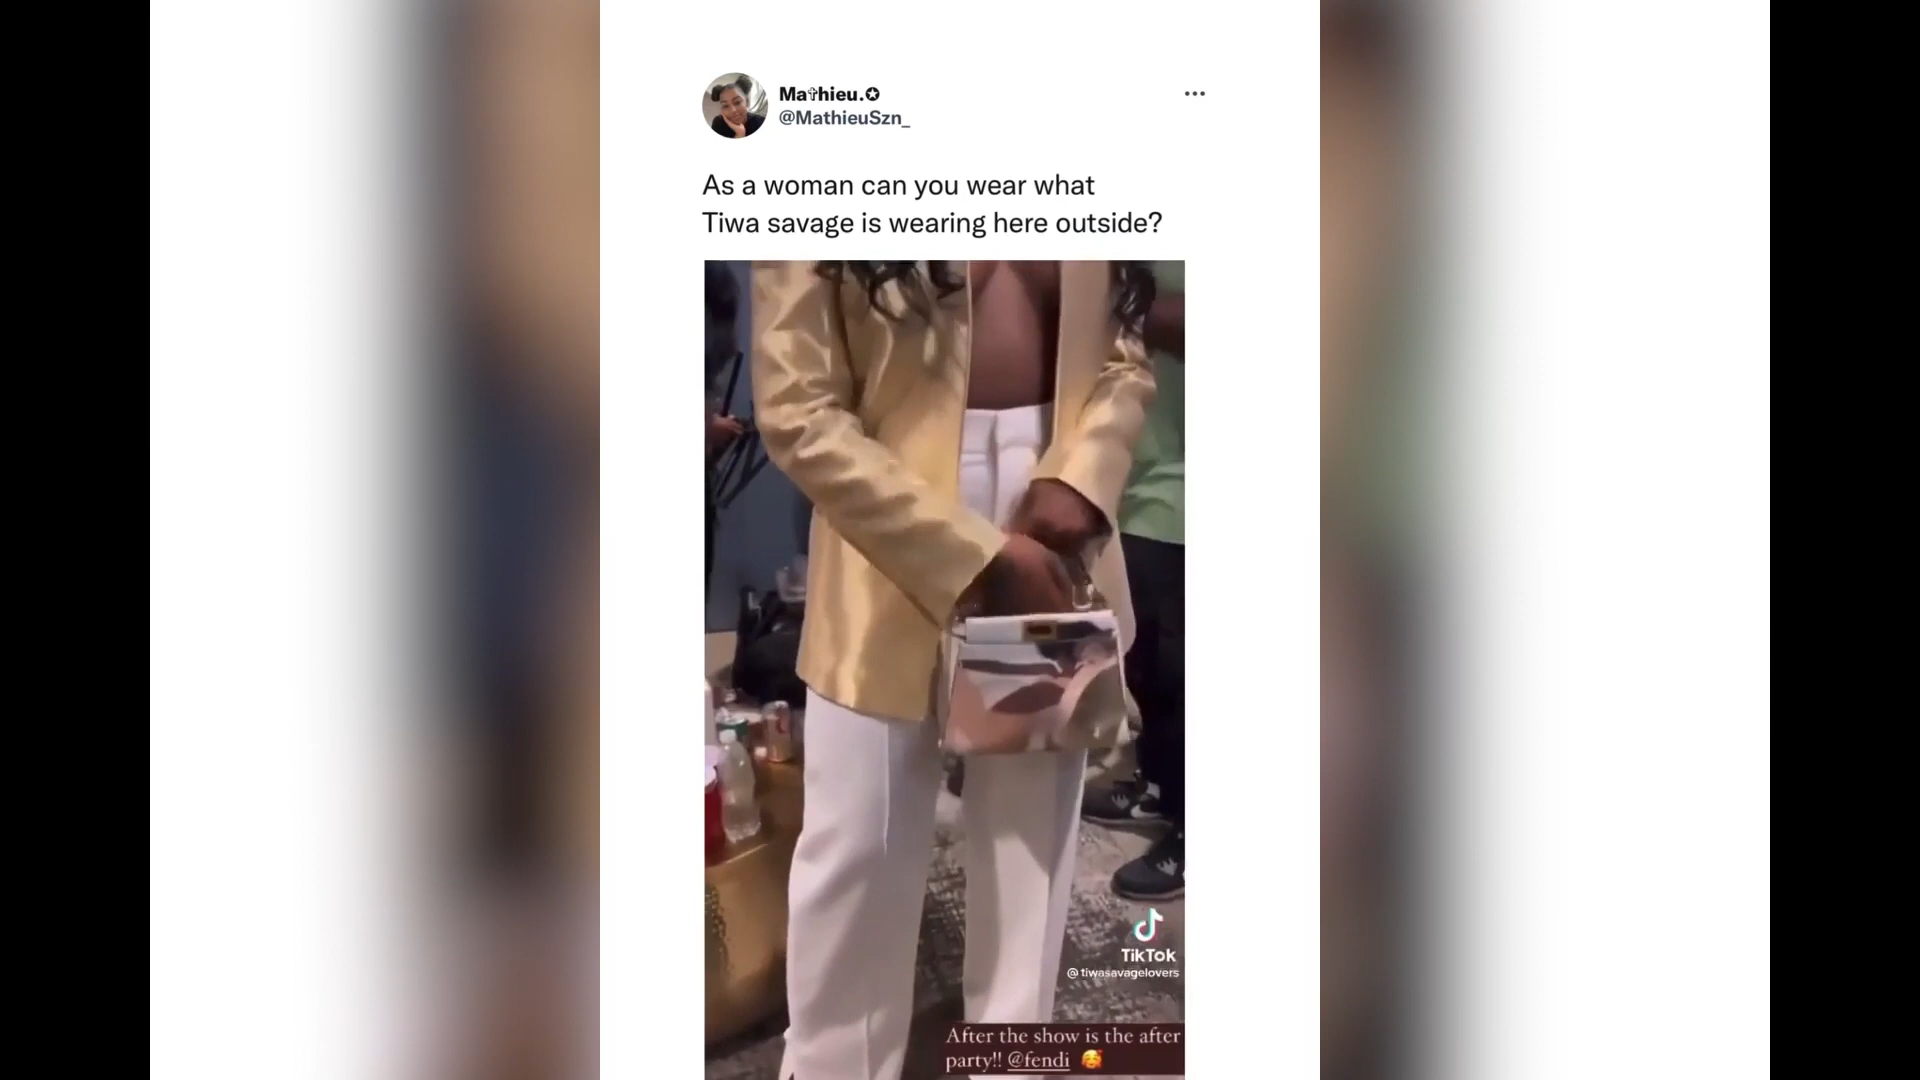 Ma✞hieu.✪
@MathieuSzn_
As a woman can you wear what
Tiwa savage is wearing here outside?
TikTok
@tiwasavagelovers
After the show is the after
party!! @fendi 🥰